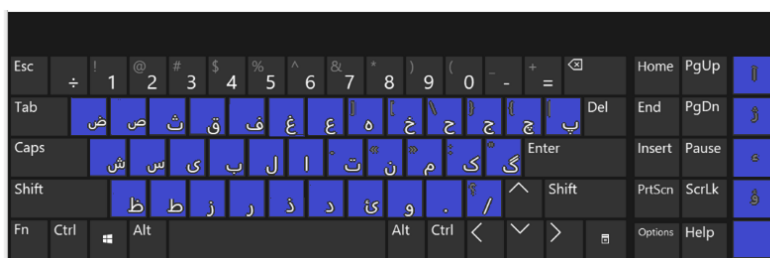 Esc ÷ ! 1 @ 2 # 3 $ 4 % 5 ^ 6 & 7 * 8 ) 9 ( 0 _ - + = Home PgUp آ
Tab ض ص ث ق ف غ ع ه خ ح ج چ پ Del End PgDn ژ
Caps ش س ی ب ل ا ت ن م ک گ Enter Insert Pause ء
Shift ظ ط ز ر ذ د ئ و . / ؟ Shift PrtScn ScrLk ؤ
Fn Ctrl Alt Alt Ctrl Options Help